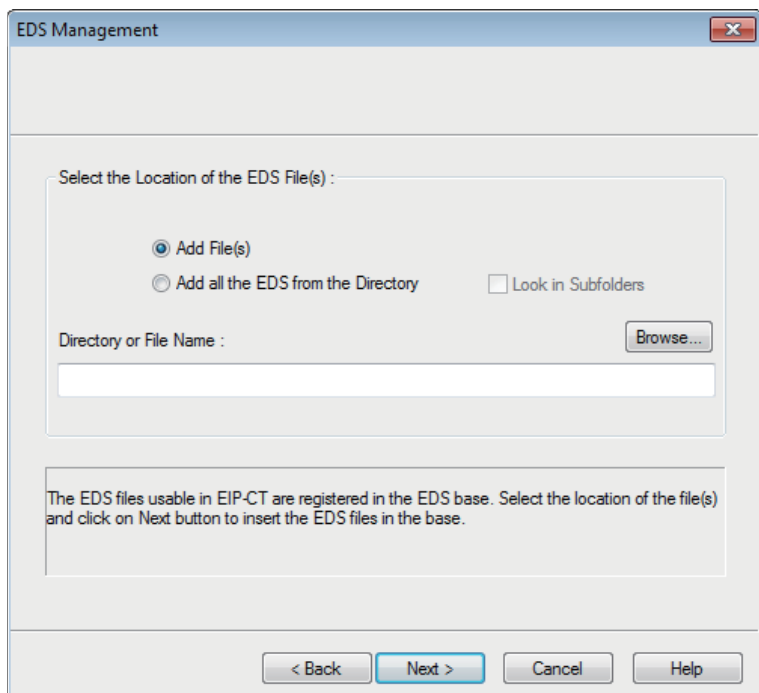 EDS Management
Select the Location of the EDS File(s) :
Add File(s)
Add all the EDS from the Directory
Look in Subfolders
Directory or File Name :
Browse...
The EDS files usable in EIP-CT are registered in the EDS base. Select the location of the file(s)
and click on Next button to insert the EDS files in the base.
< Back
Next >
Cancel
Help